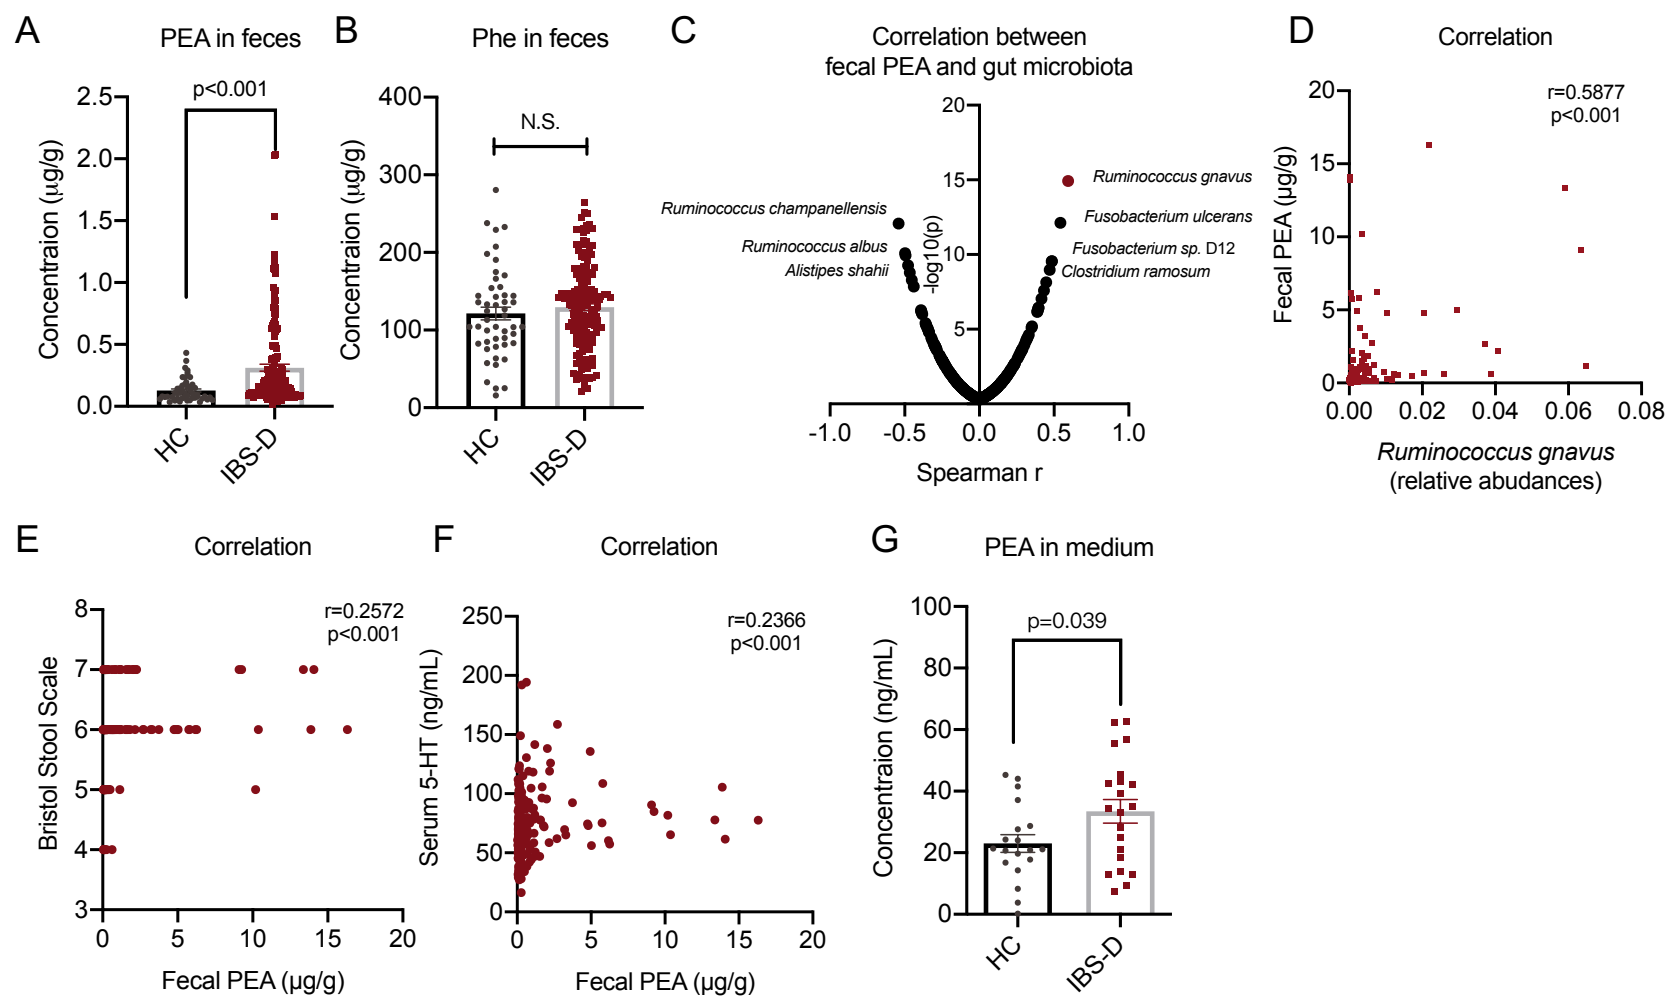 A
PEA in feces
p<0.001
Concentraion (μg/g)
2.5
2.0
1.5
1.0
0.5
0.0
HC
IBS-D
B
Phe in feces
N.S.
Concentraion (μg/g)
400
300
200
100
0
HC
IBS-D
C
Correlation between
fecal PEA and gut microbiota
20
15
10
5
-log10(p)
Ruminococcus gnavus
Fusobacterium ulcerans
Fusobacterium sp. D12
Clostridium ramosum
Ruminococcus champanellensis
Ruminococcus albus
Alistipes shahii
-1.0
-0.5
0.0
0.5
1.0
Spearman r
D
Correlation
r=0.5877
p<0.001
Fecal PEA (μg/g)
20
15
10
5
0
0.00
0.02
0.04
0.06
0.08
Ruminococcus gnavus
(relative abudances)
E
Correlation
r=0.2572
p<0.001
Bristol Stool Scale
8
7
6
5
4
3
0
5
10
15
20
Fecal PEA (μg/g)
F
Correlation
r=0.2366
p<0.001
Serum 5-HT (ng/mL)
250
200
150
100
50
0
0
5
10
15
20
Fecal PEA (μg/g)
G
PEA in medium
p=0.039
Concentraion (ng/mL)
100
80
60
40
20
0
HC
IBS-D